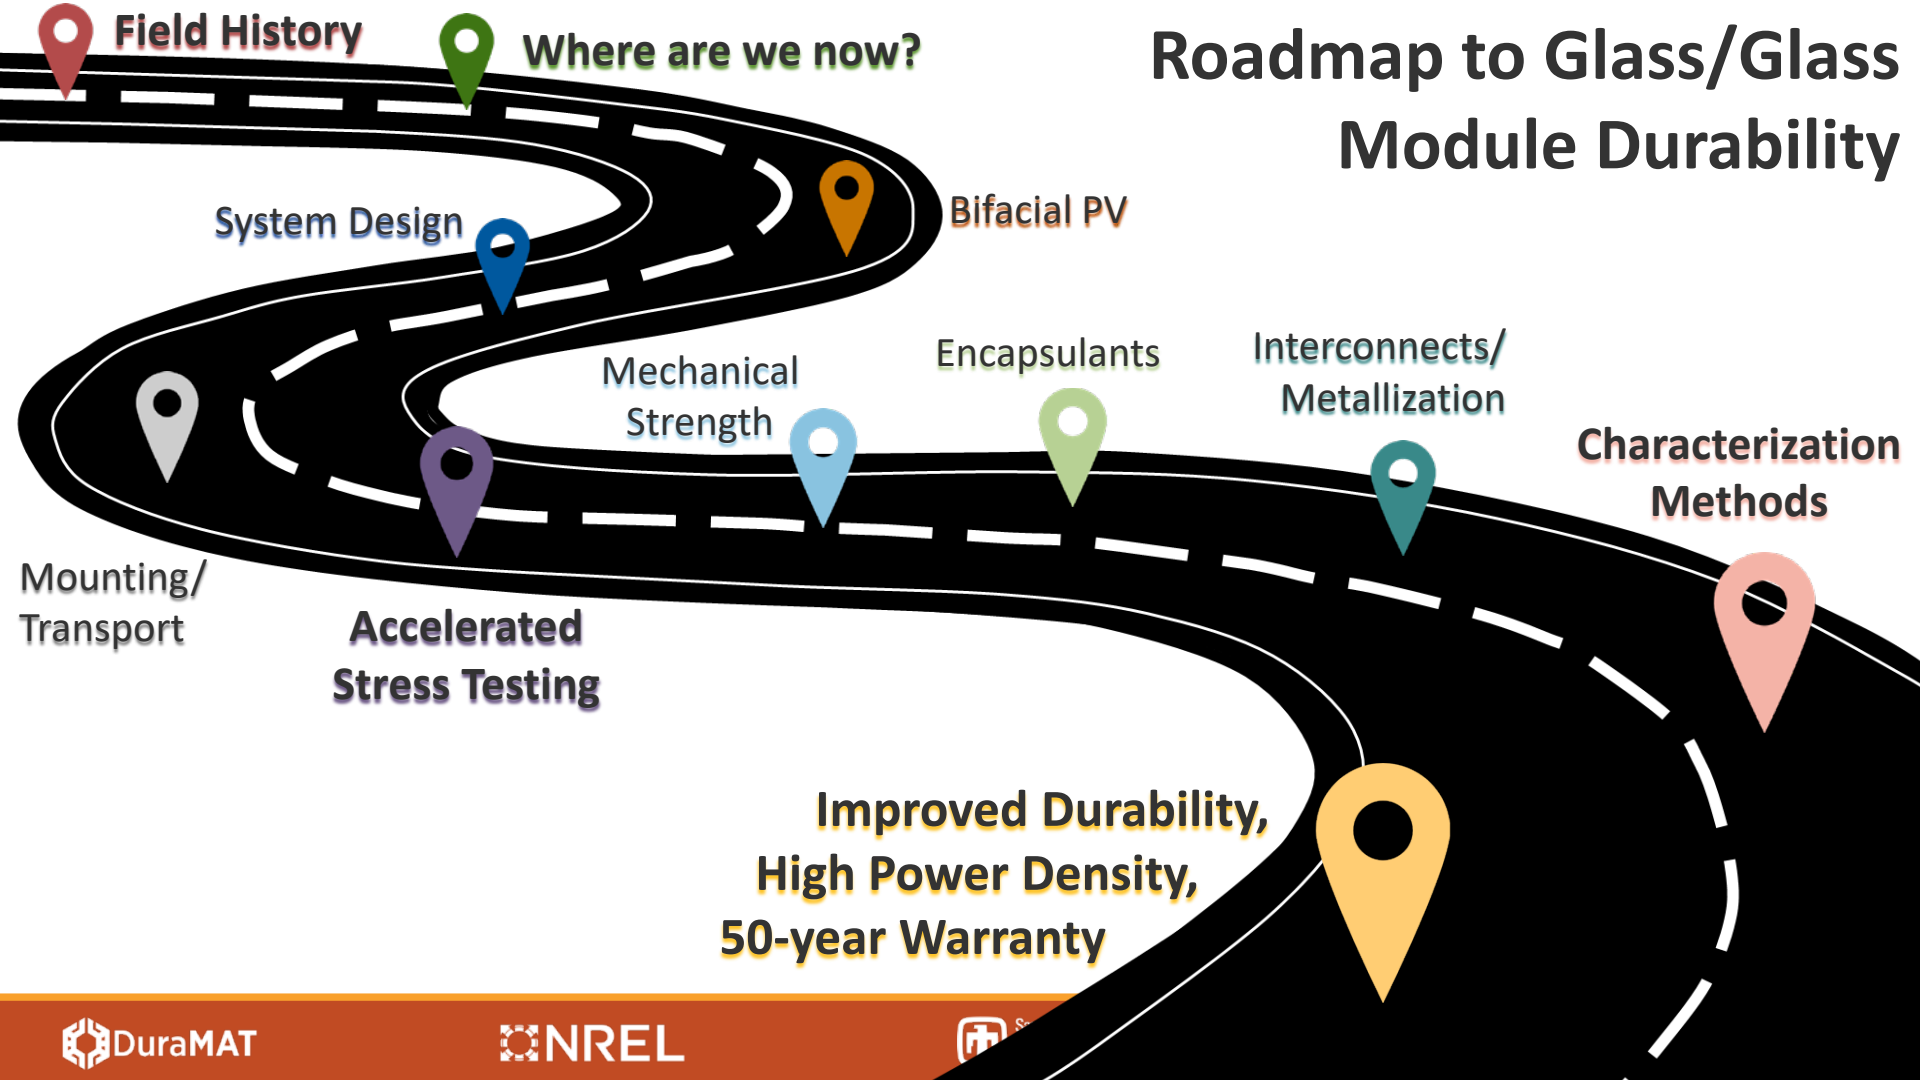 Roadmap to Glass/Glass
Module Durability
Field History
Where are we now?
Bifacial PV
System Design
Mounting/
Transport
Accelerated
Stress Testing
Mechanical
Strength
Encapsulants
Interconnects/
Metallization
Characterization
Methods
Improved Durability,
High Power Density,
50-year Warranty
DuraMAT
NREL